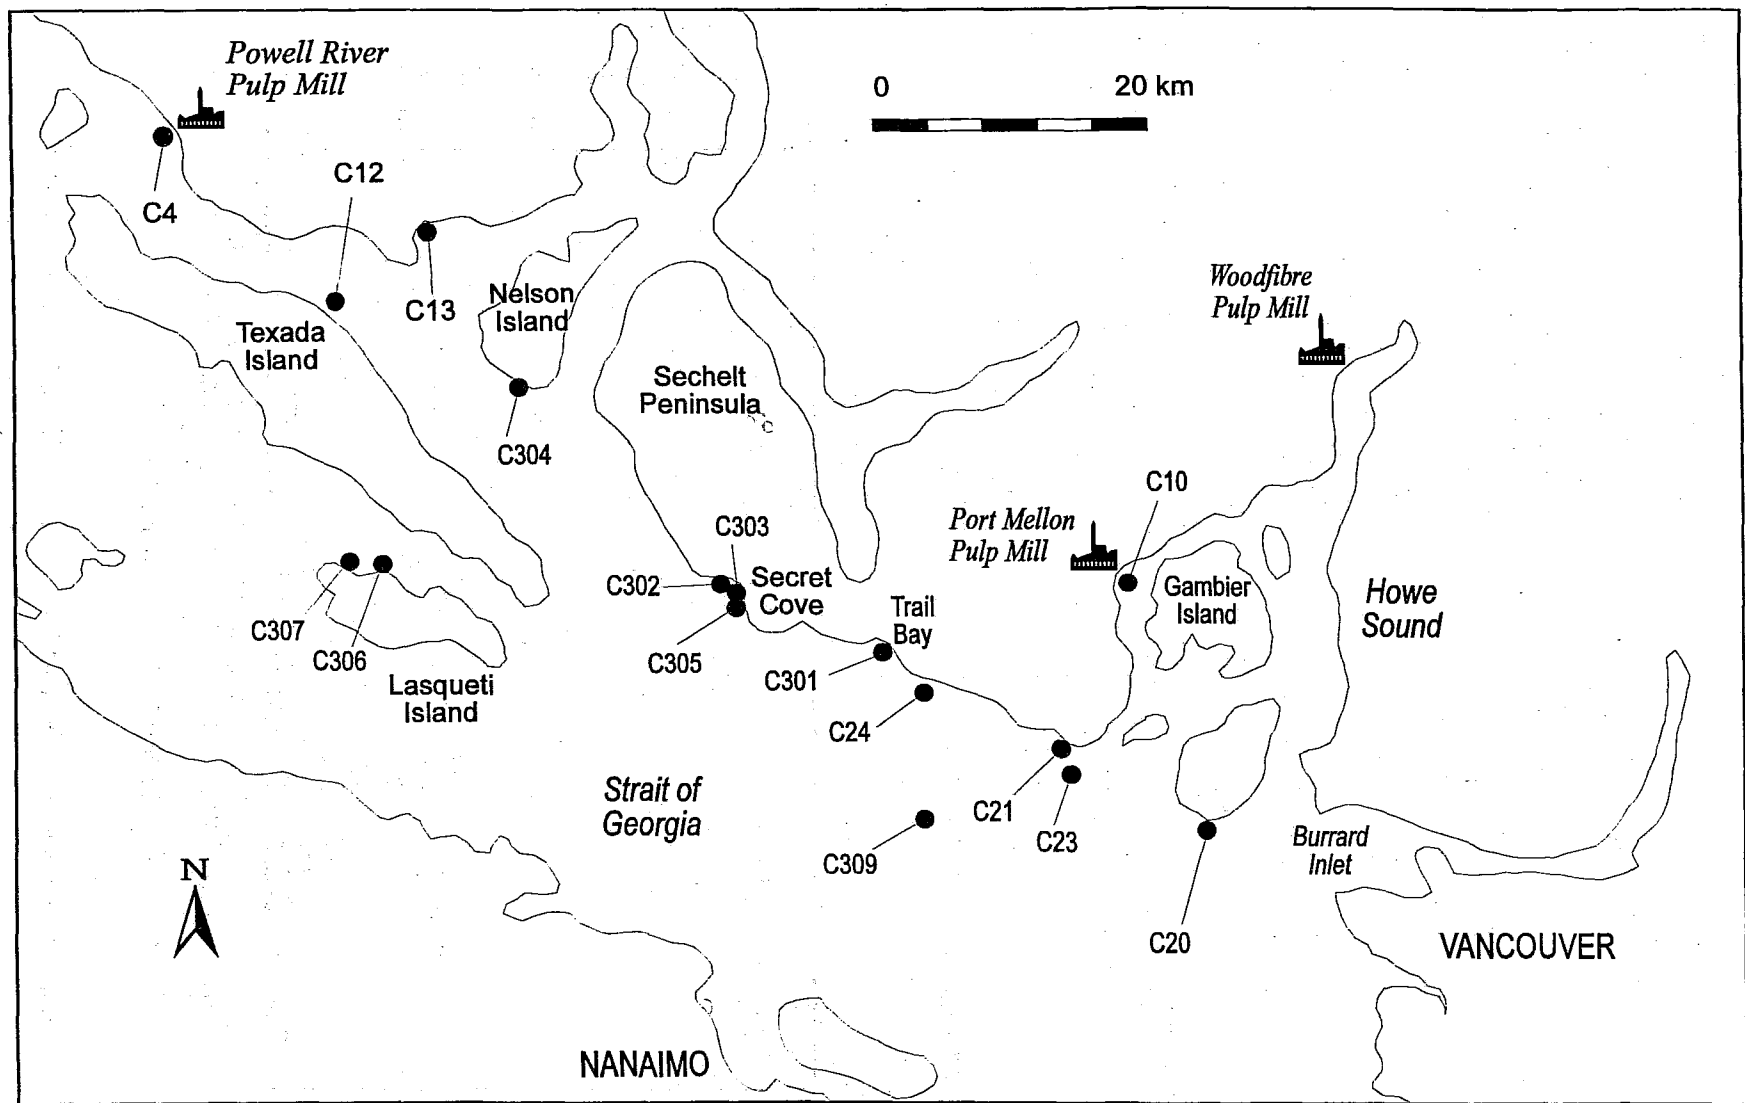 Powell River
Pulp Mill
0 20 km
C12
C4
Woodfibre
Pulp Mill
Nelson
Island
C13
Texada
Island
Sechelt
Peninsula
C304
C10
Port Mellon
Pulp Mill
C303
C302
Secret
Cove
Gambier
Island
Howe
Sound
Trail
Bay
C307
C306
C305
C301
Lasqueti
Island
C24
Strait of
Georgia
C21
C23
C309
Burrard
Inlet
N
C20
VANCOUVER
NANAIMO